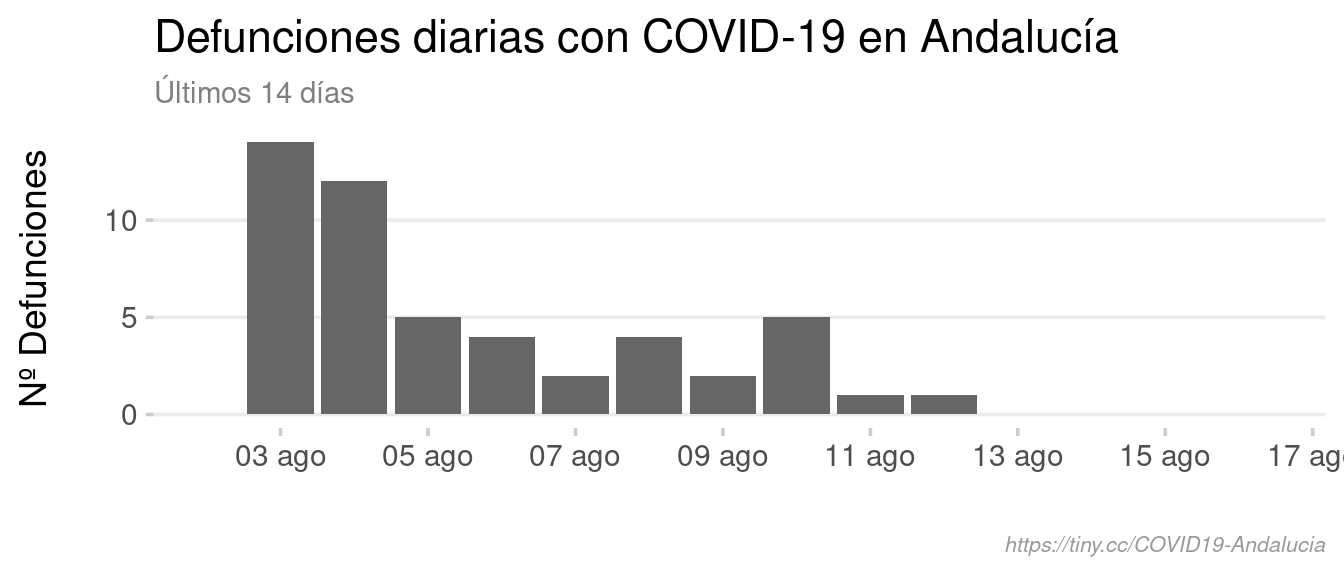 Defunciones diarias con COVID-19 en Andalucía
Últimos 14 días
Nº Defunciones
10
5
0
03 ago 05 ago 07 ago 09 ago 11 ago 13 ago 15 ago 17 ag
https://tiny.cc/COVID19-Andalucia